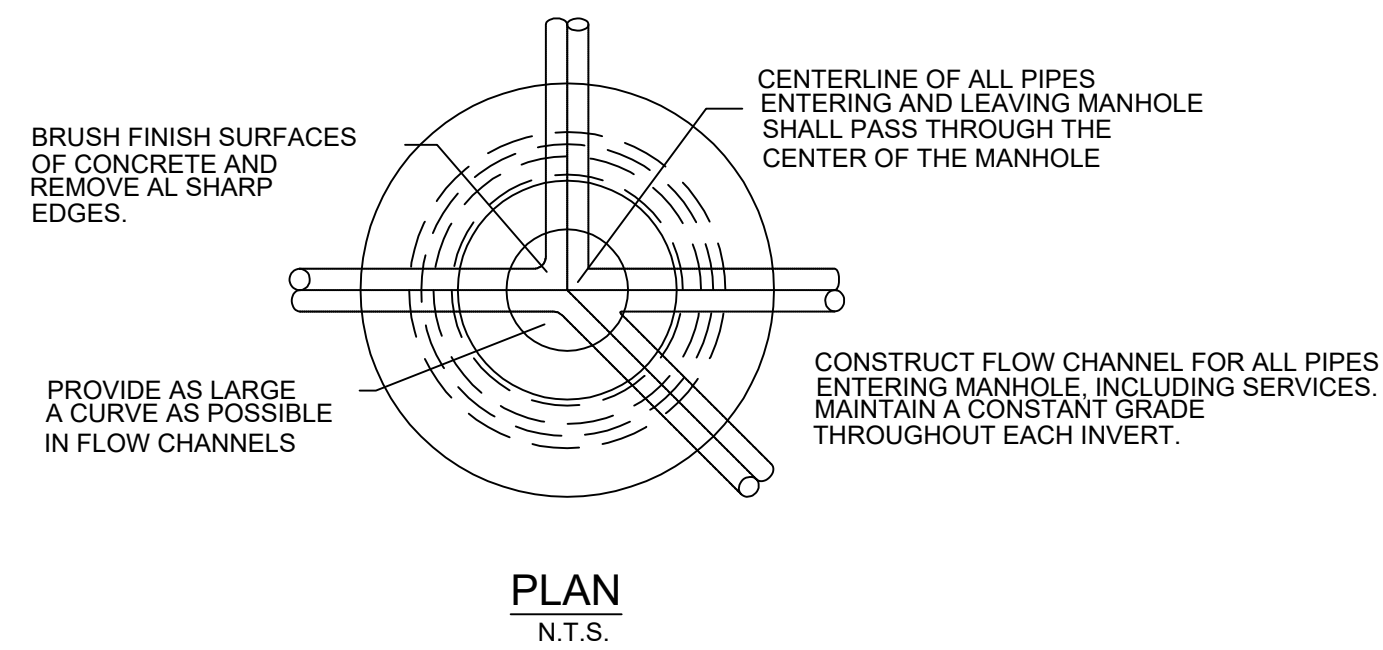 BRUSH FINISH SURFACES
OF CONCRETE AND
REMOVE AL SHARP
EDGES.
CENTERLINE OF ALL PIPES
ENTERING AND LEAVING MANHOLE
SHALL PASS THROUGH THE
CENTER OF THE MANHOLE
PROVIDE AS LARGE
A CURVE AS POSSIBLE
IN FLOW CHANNELS
CONSTRUCT FLOW CHANNEL FOR ALL PIPES
ENTERING MANHOLE, INCLUDING SERVICES.
MAINTAIN A CONSTANT GRADE
THROUGHOUT EACH INVERT.
PLAN
N.T.S.